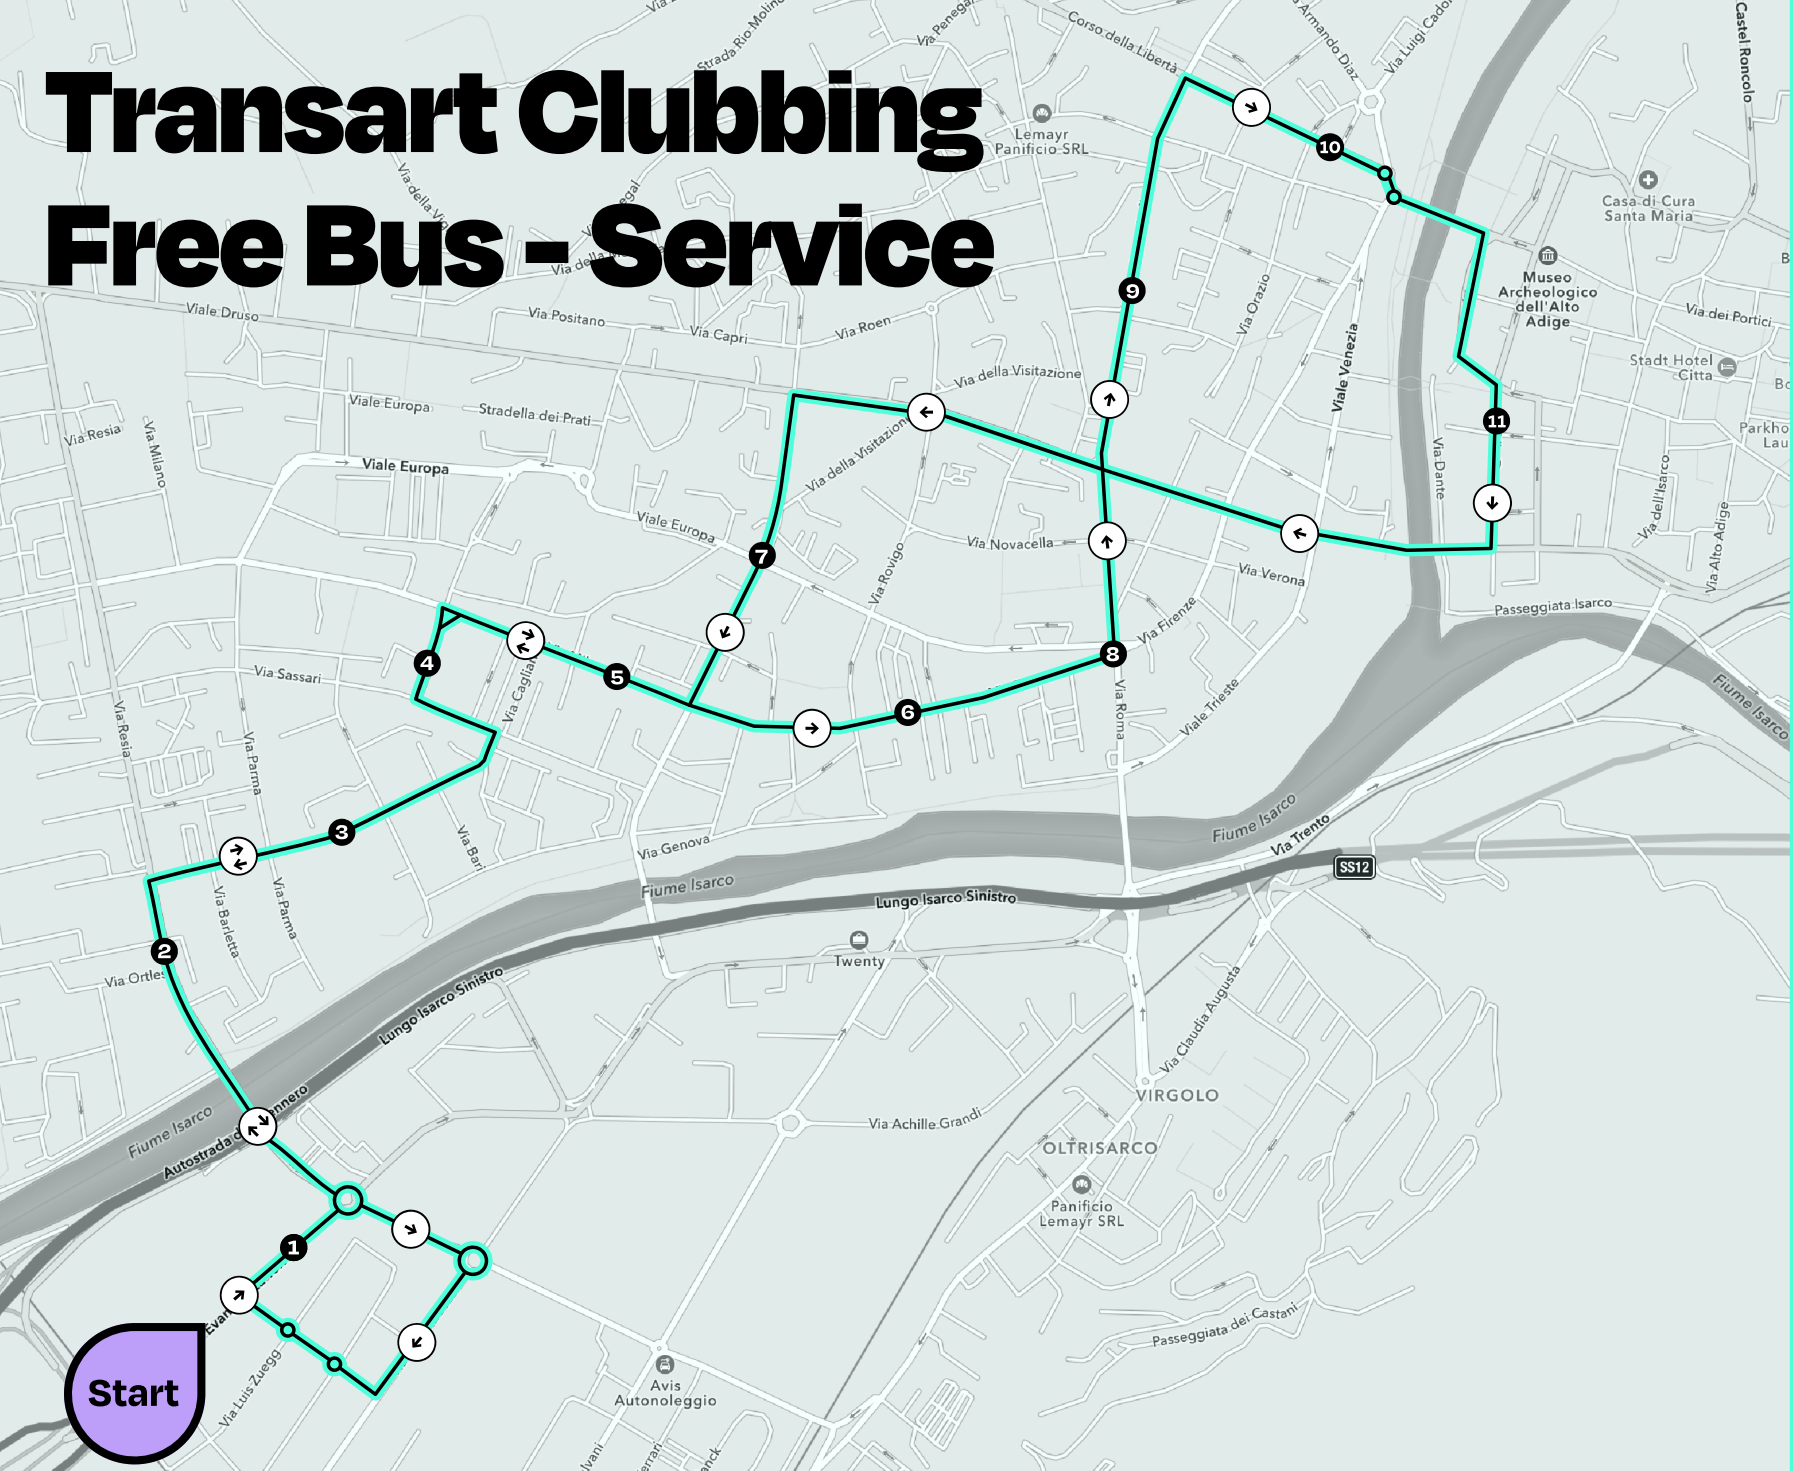 Transart Clubbing
Free Bus - Service
Corso della Libertà
Via Armando Diaz
Castel Roncolo
Strada Rio Molino
Lemayr
Panificio SRL
10
Casa di Cura
Santa Maria
Museo
Archeologico
dell'Alto
Adige
9
Via Orazio
Viale Druso
Via Positano
Via Capri
Via Roen
Via dei Portici
Viale Venezia
Stadt Hotel
Citta
Via della Visitazione
Viale Europa
Stradella dei Prati
Via Resia
Via Milano
11
Viale Europa
Via della Visitazione
Via Dante
Via dell'Isarco
Via Alto Adige
Viale Europa
7
Via Rovigo
Via Novacella
Via Verona
Via Firenze
Passeggiata Isarco
4
5
8
6
Via Sassari
Via Cagliari
Via Resia
Via Parma
Via Roma
Viale Trieste
Fiume Isarco
3
Via Bari
Via Genova
Fiume Isarco
Via Trento
SS12
Via Barletta
Via Parma
Fiume Isarco
Lungo Isarco Sinistro
2
Via Ortles
Twenty
Lungo Isarco Sinistro
Via Claudia Augusta
VIRGOLO
Fiume Isarco
Via Achille Grandi
OLTRISARCO
Panificio
Lemayr SRL
1
Passeggiata dei Castani
Start
Via Luis Zuegg
Avis
Autonoleggio